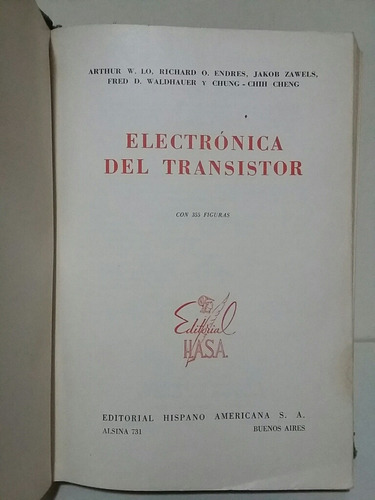 ARTHUR W. LO, RICHARD O. ENDRES, JAKOB ZAWELS,
FRED D. WALDHAUER Y CHUNG-CHIH CHENG
ELECTRÓNICA
DEL TRANSISTOR
CON 355 FIGURAS
Editorial
H.A.S.A.
EDITORIAL HISPANO AMERICANA S. A.
ALSINA 731 BUENOS AIRES